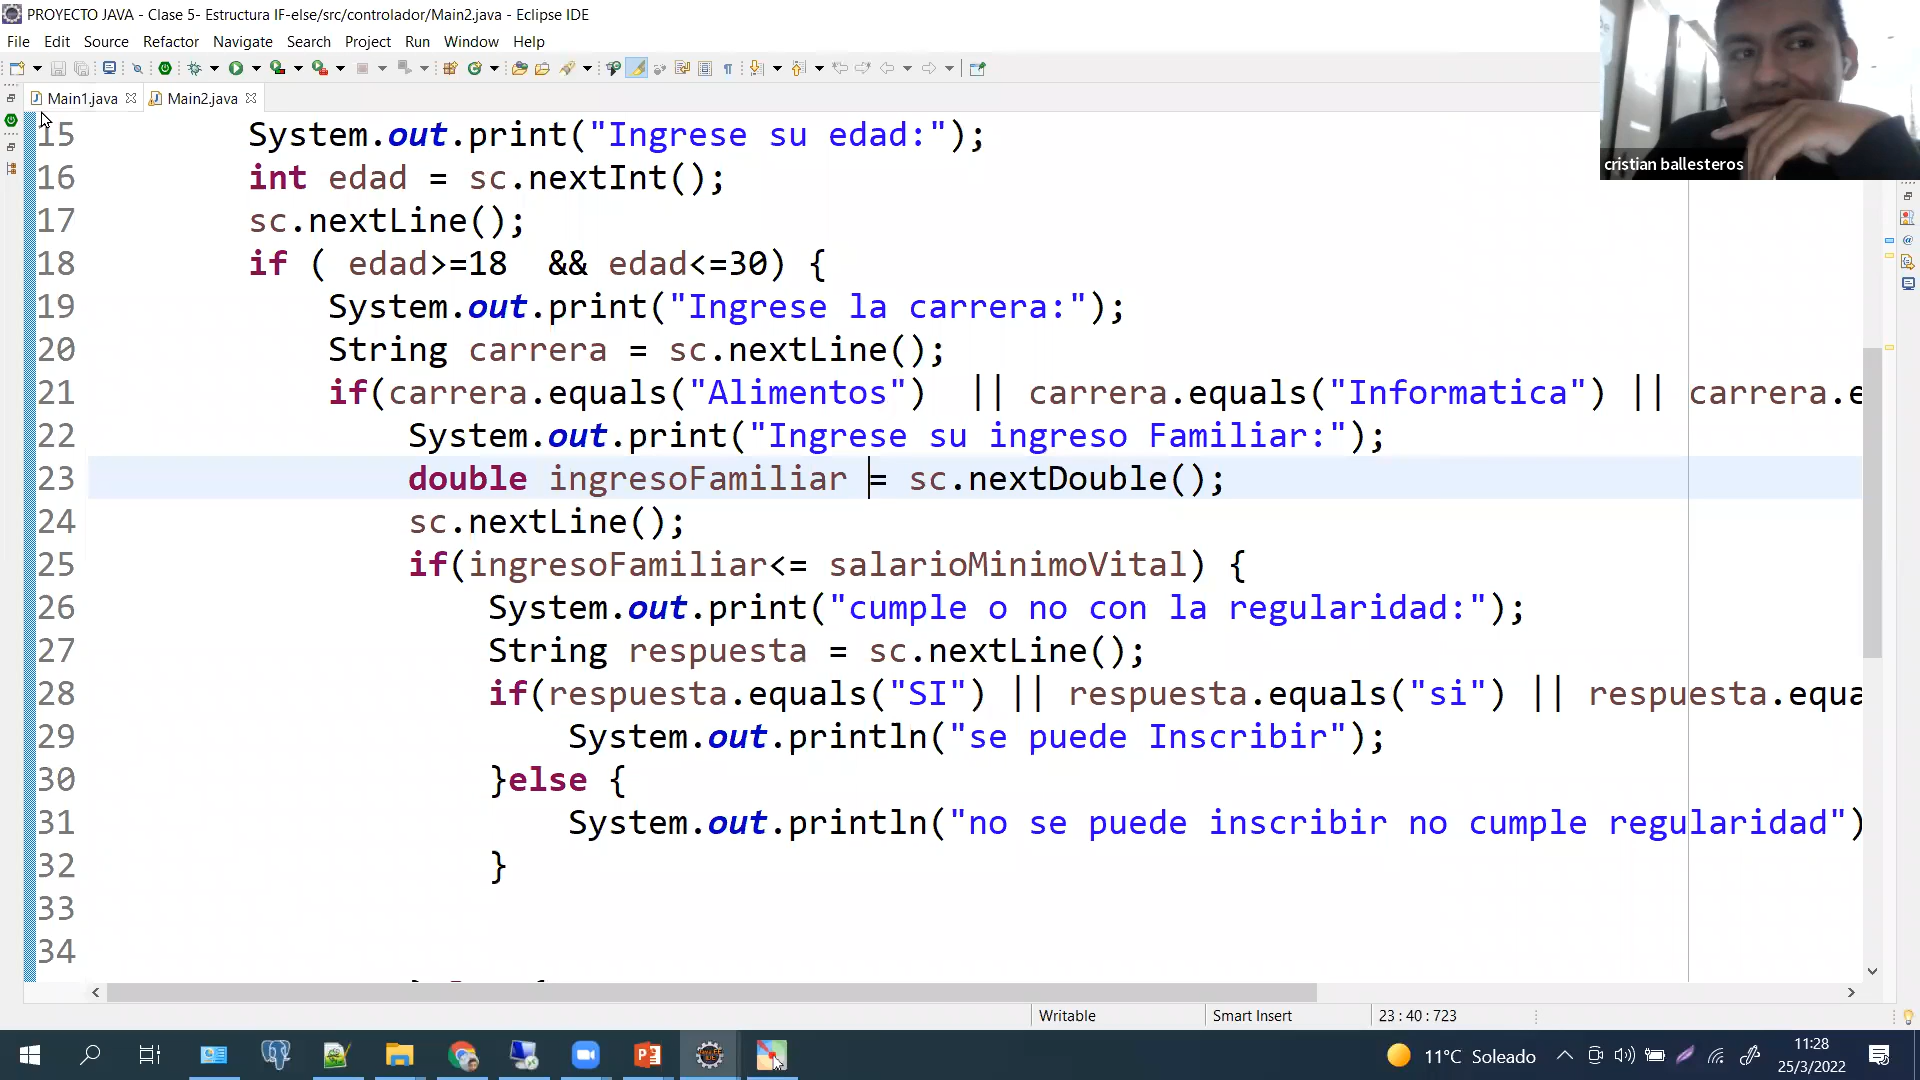 PROYECTO JAVA - Clase 5- Estructura IF-else/src/controlador/Main2.java - Eclipse IDE
File Edit Source Refactor Navigate Search Project Run Window Help
Main1.java Main2.java
cristian ballesteros
15 System.out.print("Ingrese su edad:");
16 int edad = sc.nextInt();
17 sc.nextLine();
18 if ( edad>=18  && edad<=30) {
19 System.out.print("Ingrese la carrera:");
20 String carrera = sc.nextLine();
21 if(carrera.equals("Alimentos")  || carrera.equals("Informatica") || carrera.e
22 System.out.print("Ingrese su ingreso Familiar:");
23 double ingresoFamiliar = sc.nextDouble();
24 sc.nextLine();
25 if(ingresoFamiliar<= salarioMinimoVital) {
26 System.out.print("cumple o no con la regularidad:");
27 String respuesta = sc.nextLine();
28 if(respuesta.equals("SI") || respuesta.equals("si") || respuesta.equa
29 System.out.println("se puede Inscribir");
30 }else {
31 System.out.println("no se puede inscribir no cumple regularidad")
32 }
33
34
Writable Smart Insert 23 : 40 : 723
11°C Soleado
11:28
25/3/2022